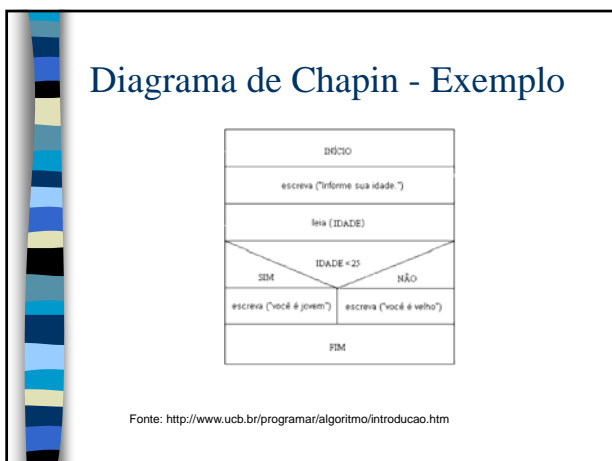 Diagrama de Chapin - Exemplo
INÍCIO
escreva ("Informe sua idade.")
leia (IDADE)
IDADE <25
SIM
NÃO
escreva ("você é jovem")
escreva ("você é velho")
FIM
Fonte: http://www.ucb.br/programar/algoritmo/introducao.htm